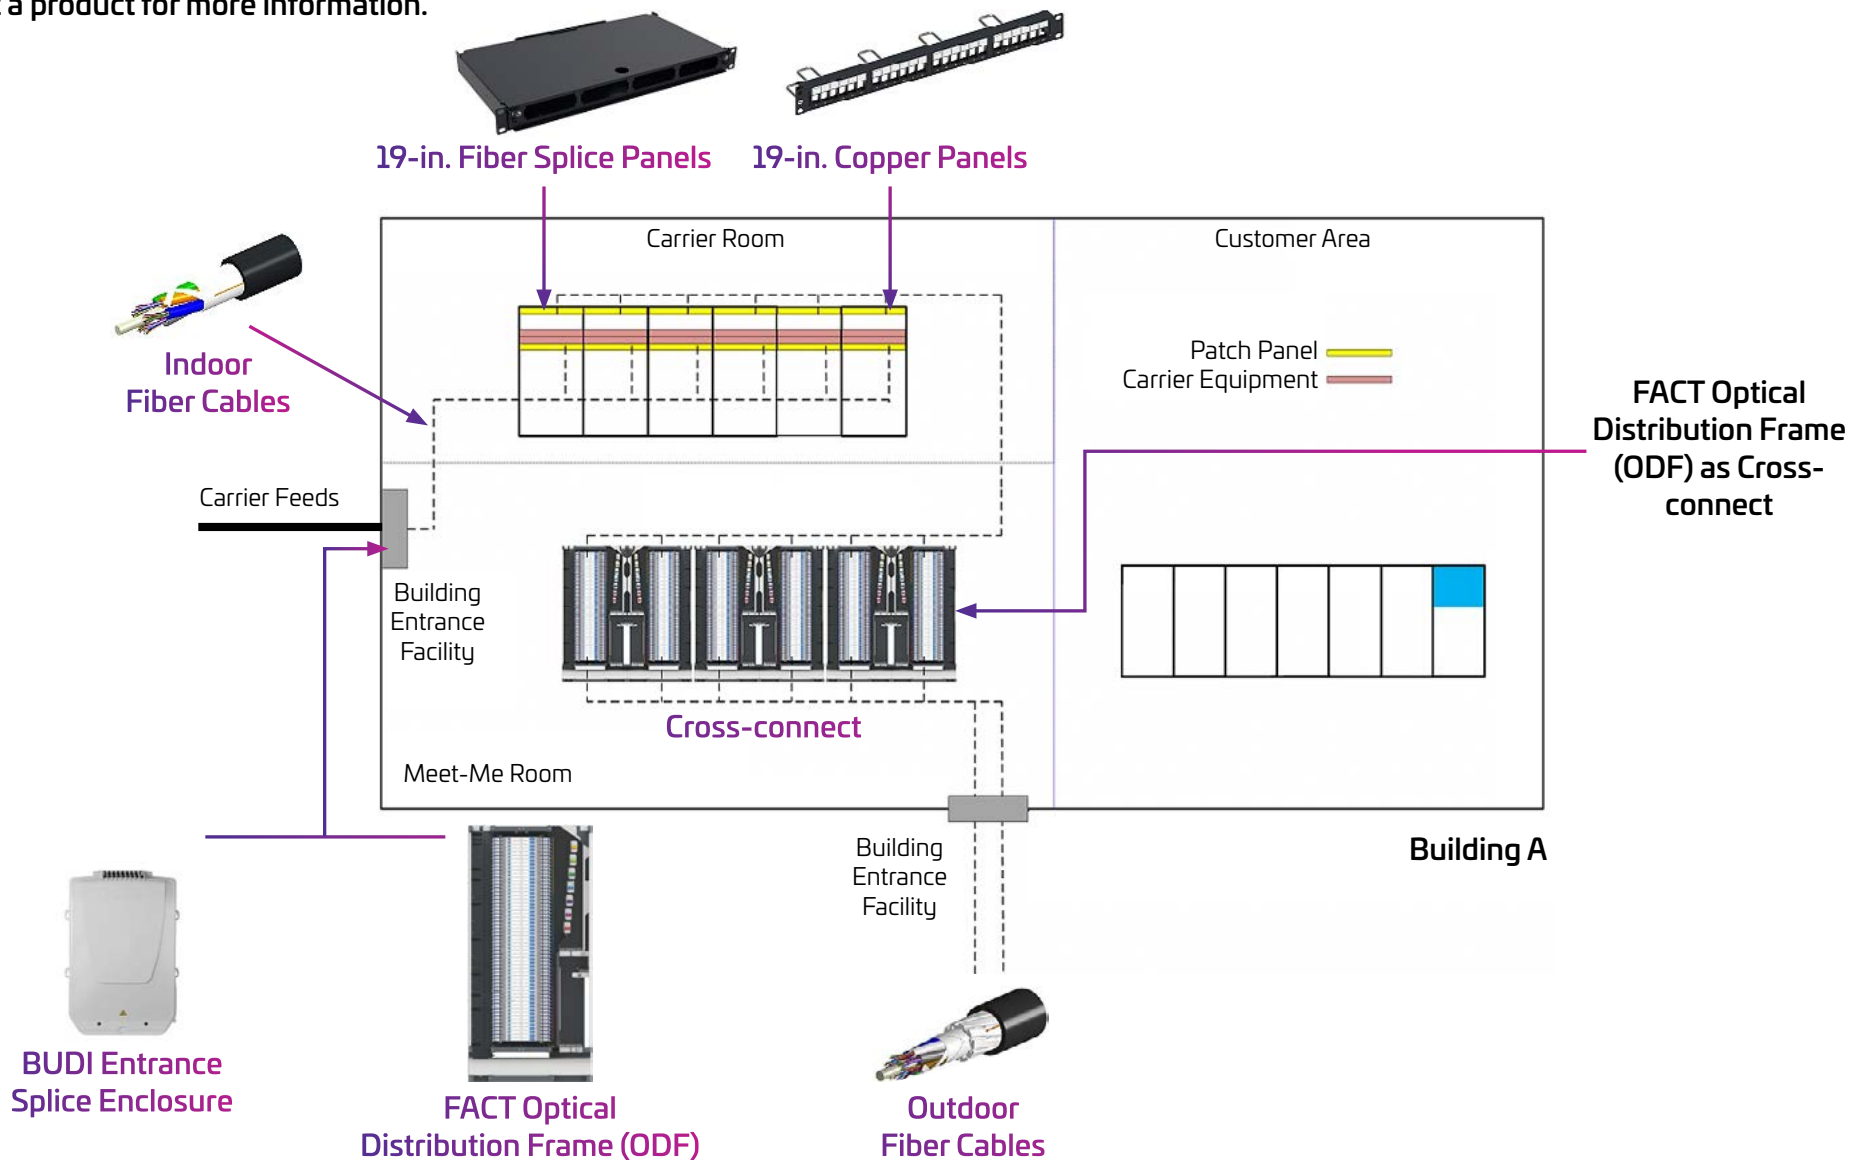 a product for more information.
19-in. Fiber Splice Panels
19-in. Copper Panels
Carrier Room
Customer Area
Indoor
Fiber Cables
Patch Panel
Carrier Equipment
FACT Optical
Distribution Frame
(ODF) as Cross-
connect
Carrier Feeds
Building
Entrance
Facility
Cross-connect
Meet-Me Room
Building
Entrance
Facility
Building A
BUDI Entrance
Splice Enclosure
FACT Optical
Distribution Frame (ODF)
Outdoor
Fiber Cables